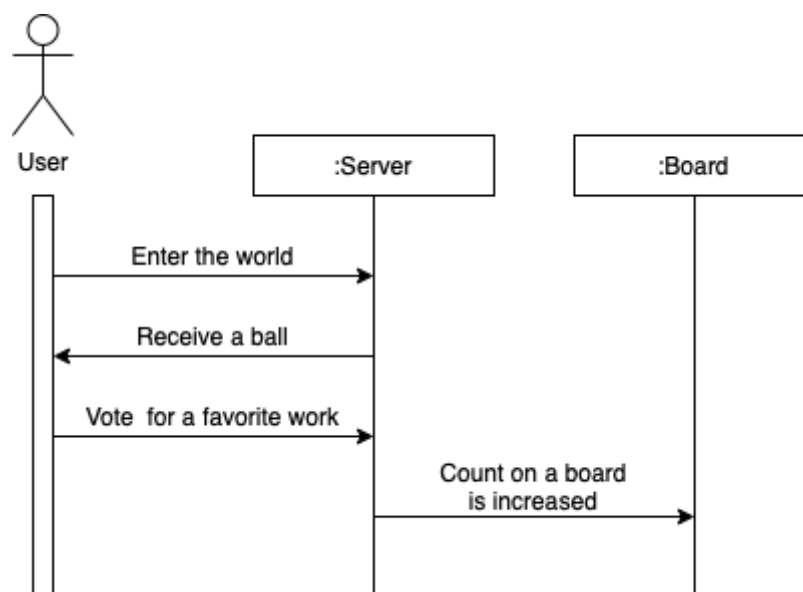 User
:Server
:Board
Enter the world
Receive a ball
Vote for a favorite work
Count on a board
is increased